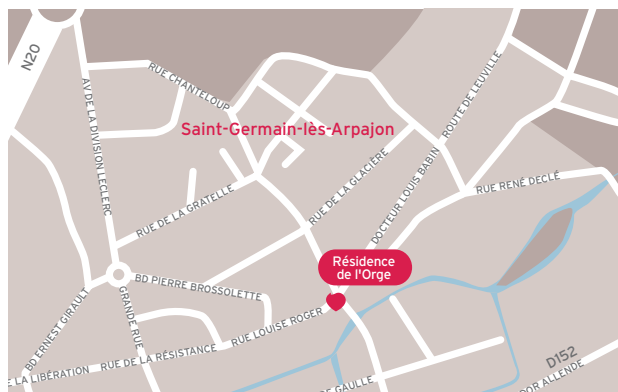 N20
RUE CHANTELOUP
AV DE LA DIVISION LECLERC
Saint-Germain-lès-Arpajon
ROUTE DE LEUVILLE
RUE DE LA GLACIÈRE
DOCTEUR LOUIS BABIN
RUE RENÉ DECLÉ
RUE DE LA GRATELLE
Résidence
de l'Orge
BD PIERRE BROSSOLETTE
BD ERNEST GIRAULT
GRANDE RUE
RUE LOUISE ROGER
E LA LIBÉRATION
RUE DE LA RÉSISTANCE
D152
DE GAULLE
DOR ALLENDE